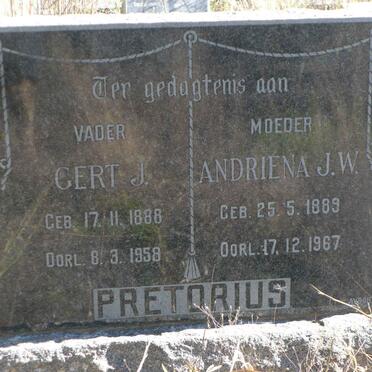 Ter gedagtenis aan
VADER
GERT J.
GEB. 17. 11. 1888
OORL. 8. 3. 1958
MOEDER
ANDRIENA J.W.
GEB. 25. 5. 1889
OORL. 17. 12. 1967
PRETORIUS